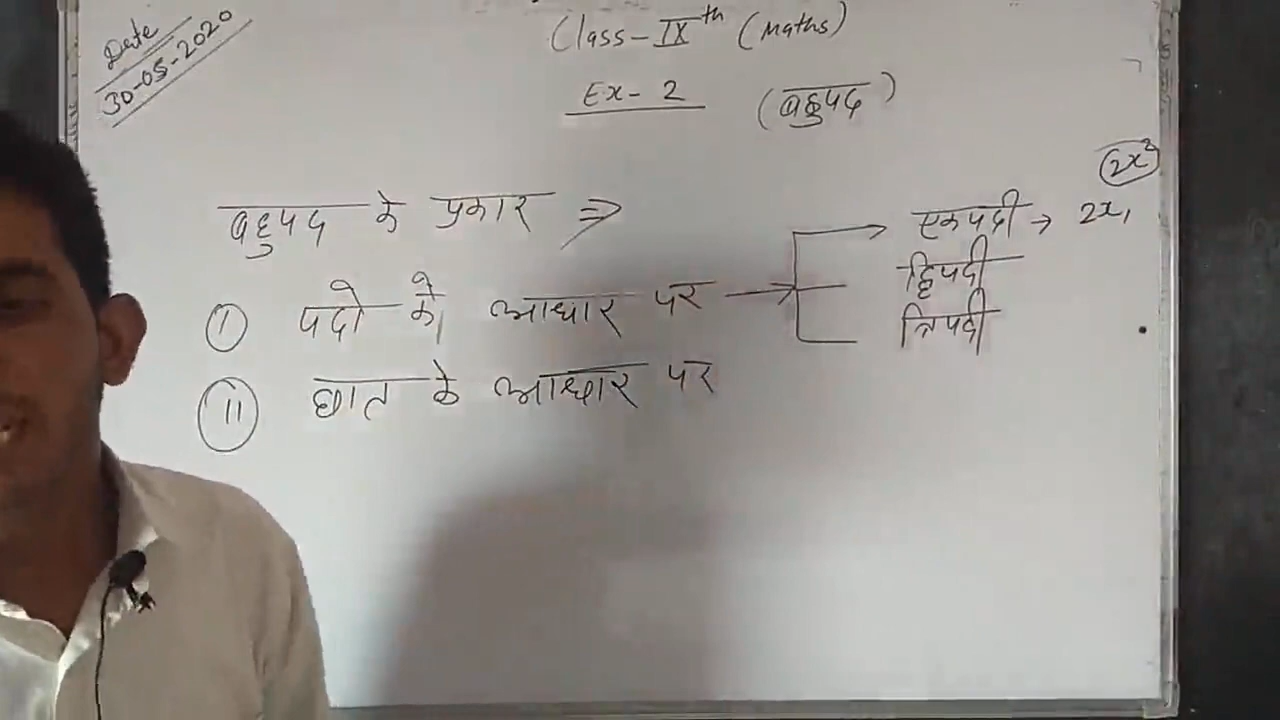 Date
30-05-2020
Class-IXth (Maths)
Ex-2 (बहुपद)
बहुपद के प्रकार ⇒
2x²
एकपदी → 2x,
द्विपदी
त्रिपदी
(i) पदो के आधार पर →
(ii) घात के आधार पर